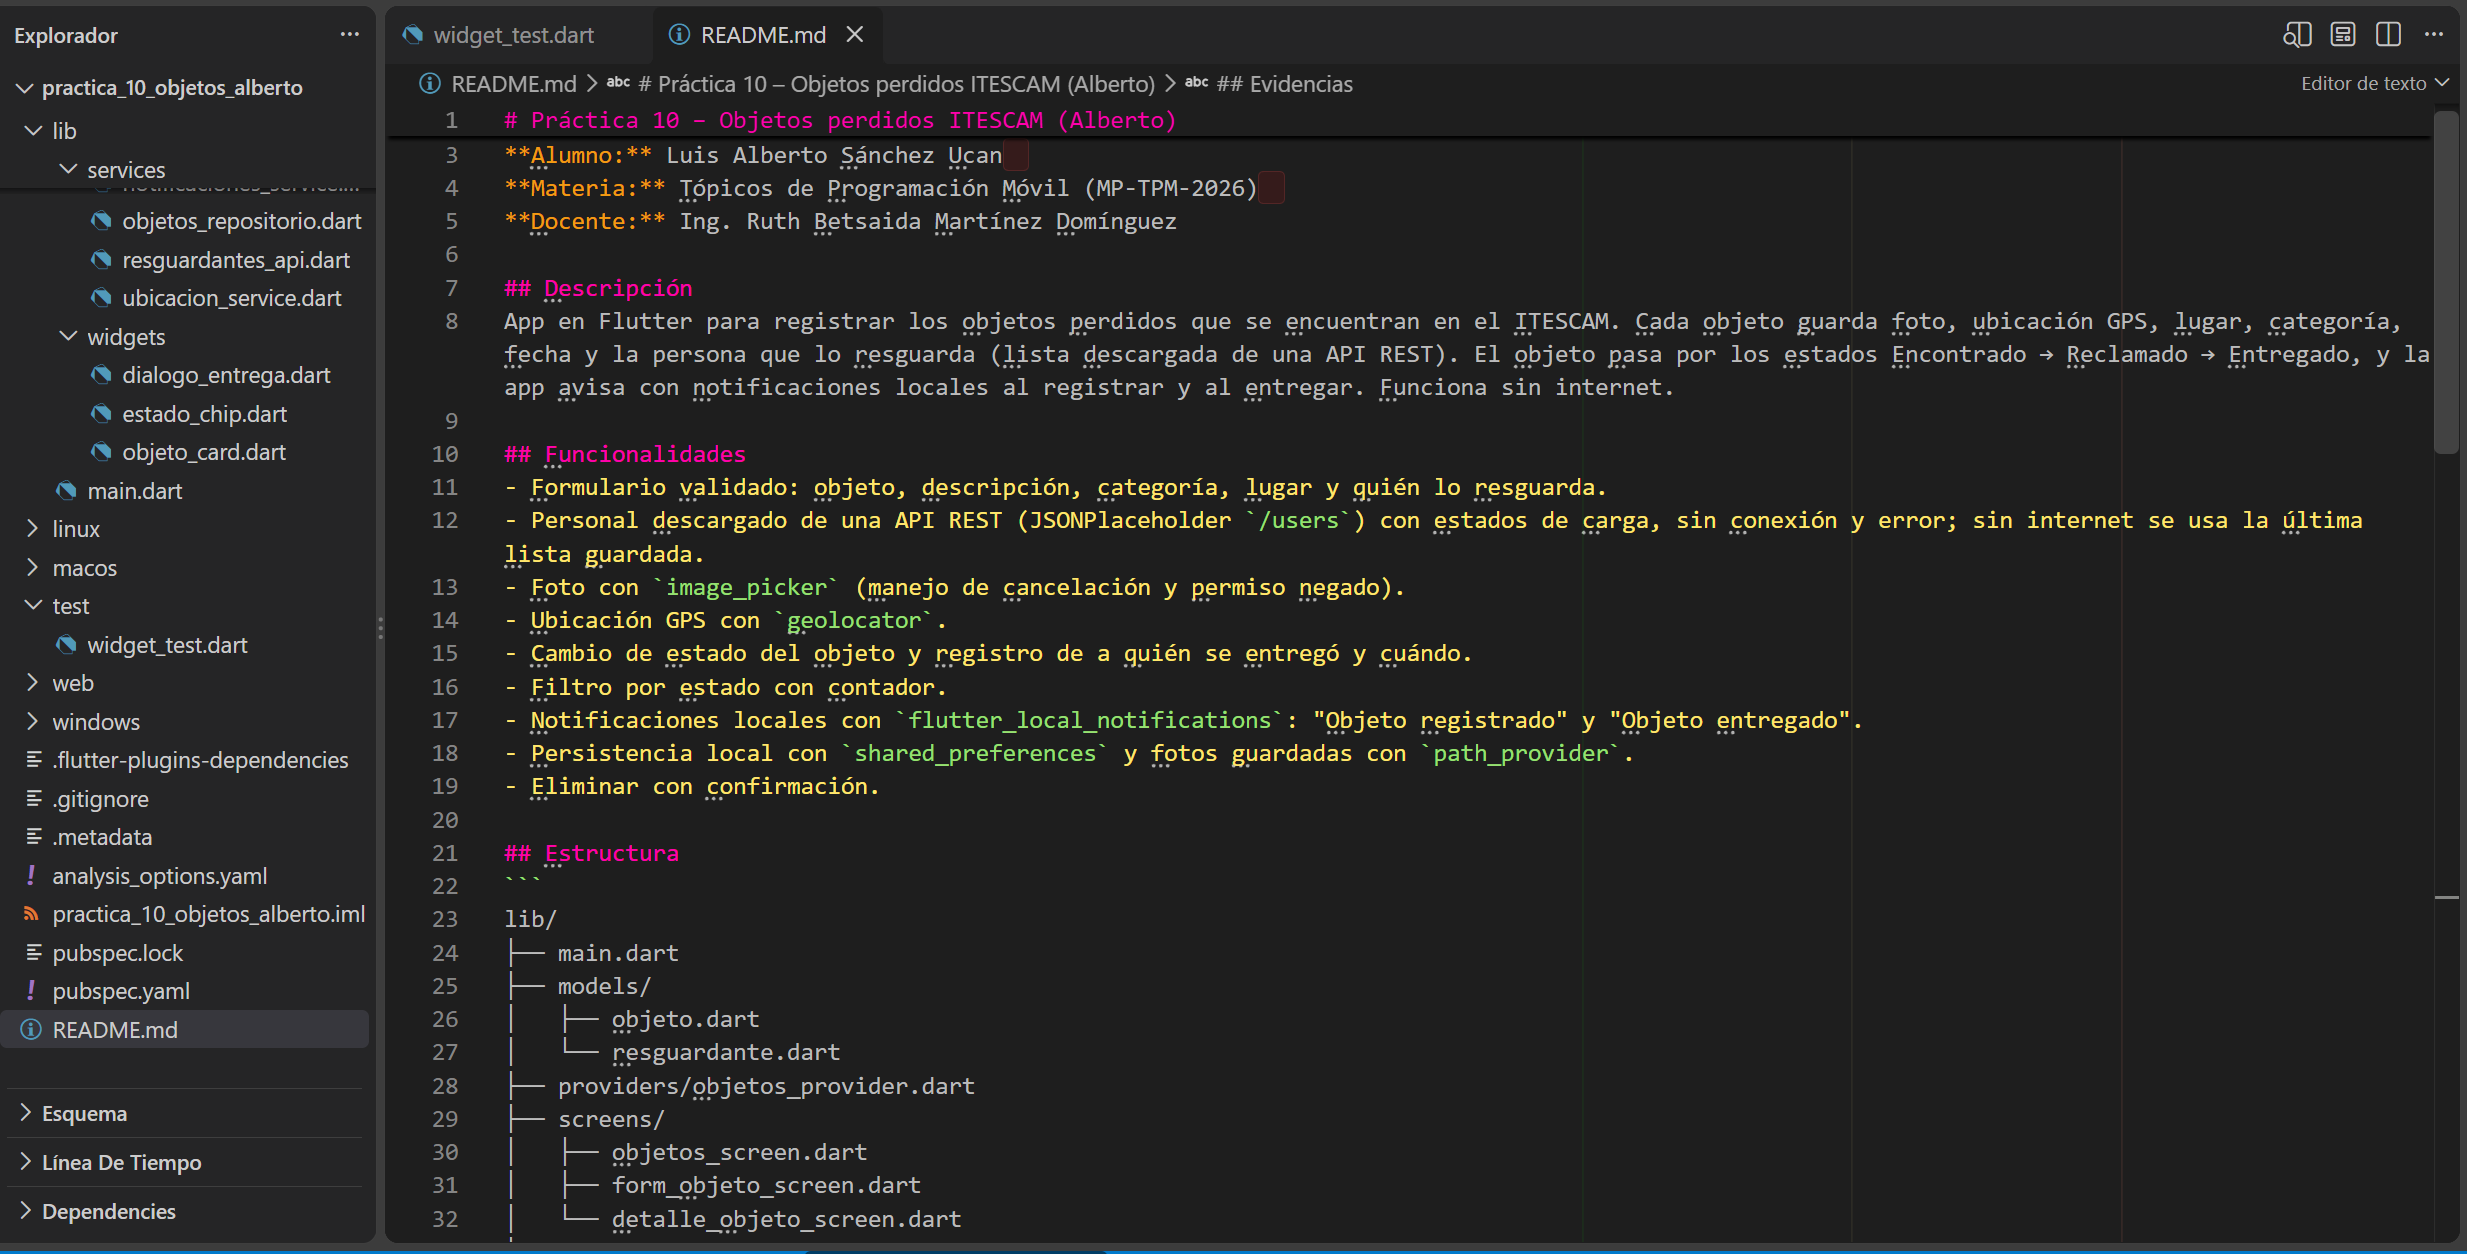 Explorador
practica_10_objetos_alberto
lib
services
objetos_repositorio.dart
resguardantes_api.dart
ubicacion_service.dart
widgets
dialogo_entrega.dart
estado_chip.dart
objeto_card.dart
main.dart
linux
macos
test
widget_test.dart
web
windows
.flutter-plugins-dependencies
.gitignore
.metadata
analysis_options.yaml
practica_10_objetos_alberto.iml
pubspec.lock
pubspec.yaml
README.md
Esquema
Línea De Tiempo
Dependencies
widget_test.dart
README.md
README.md > abc # Práctica 10 – Objetos perdidos ITESCAM (Alberto) > abc ## Evidencias
Editor de texto
1 # Práctica 10 – Objetos perdidos ITESCAM (Alberto)
3 **Alumno:** Luis Alberto Sánchez Ucan
4 **Materia:** Tópicos de Programación Móvil (MP-TPM-2026)
5 **Docente:** Ing. Ruth Betsaida Martínez Domínguez
6
7 ## Descripción
8 App en Flutter para registrar los objetos perdidos que se encuentran en el ITESCAM. Cada objeto guarda foto, ubicación GPS, lugar, categoría,
fecha y la persona que lo resguarda (lista descargada de una API REST). El objeto pasa por los estados Encontrado → Reclamado → Entregado, y la
app avisa con notificaciones locales al registrar y al entregar. Funciona sin internet.
9
10 ## Funcionalidades
11 - Formulario validado: objeto, descripción, categoría, lugar y quién lo resguarda.
12 - Personal descargado de una API REST (JSONPlaceholder `/users`) con estados de carga, sin conexión y error; sin internet se usa la última
lista guardada.
13 - Foto con `image_picker` (manejo de cancelación y permiso negado).
14 - Ubicación GPS con `geolocator`.
15 - Cambio de estado del objeto y registro de a quién se entregó y cuándo.
16 - Filtro por estado con contador.
17 - Notificaciones locales con `flutter_local_notifications`: "Objeto registrado" y "Objeto entregado".
18 - Persistencia local con `shared_preferences` y fotos guardadas con `path_provider`.
19 - Eliminar con confirmación.
20
21 ## Estructura
22 ```
23 lib/
24 ├── main.dart
25 ├── models/
26 │   ├── objeto.dart
27 │   └── resguardante.dart
28 ├── providers/objetos_provider.dart
29 ├── screens/
30 │   ├── objetos_screen.dart
31 │   ├── form_objeto_screen.dart
32 │   └── detalle_objeto_screen.dart